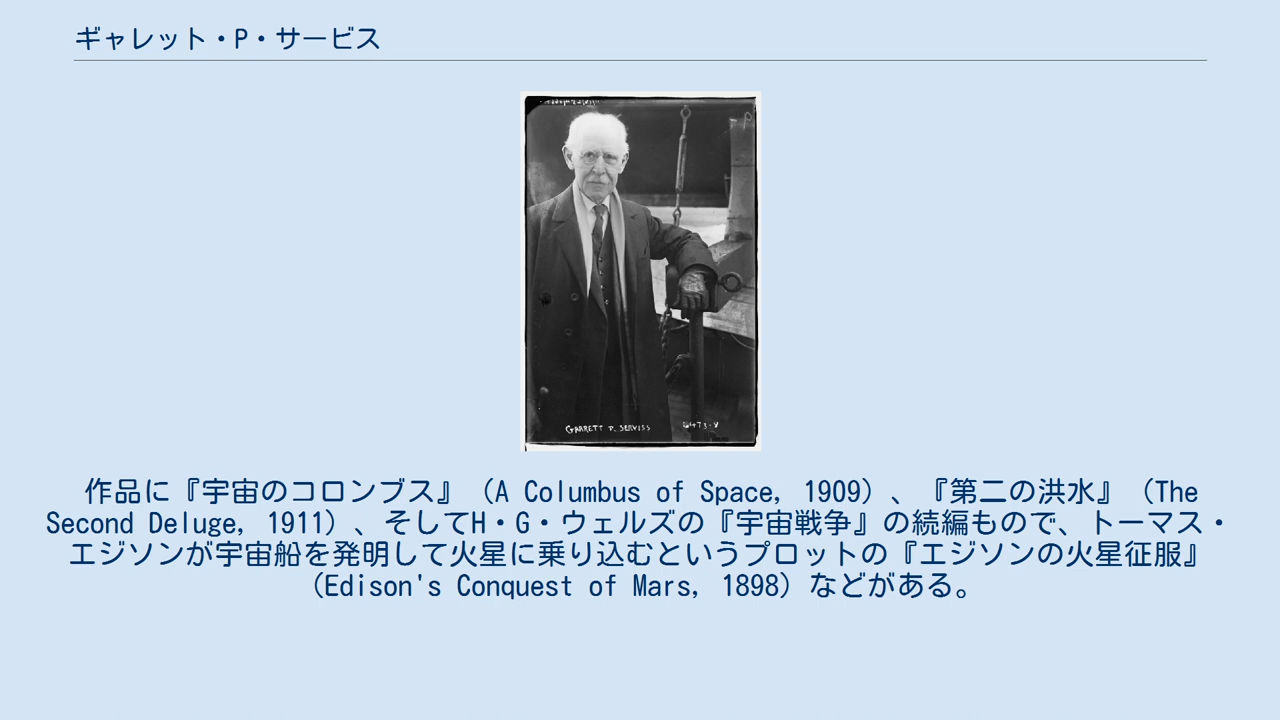 ギャレット・P・サービス
GARRETT P. SERVISS
作品に『宇宙のコロンブス』（A Columbus of Space, 1909）、『第二の洪水』（The
Second Deluge, 1911）、そしてH・G・ウェルズの『宇宙戦争』の続編もので、トーマス・
エジソンが宇宙船を発明して火星に乗り込むというプロットの『エジソンの火星征服』
（Edison's Conquest of Mars, 1898）などがある。